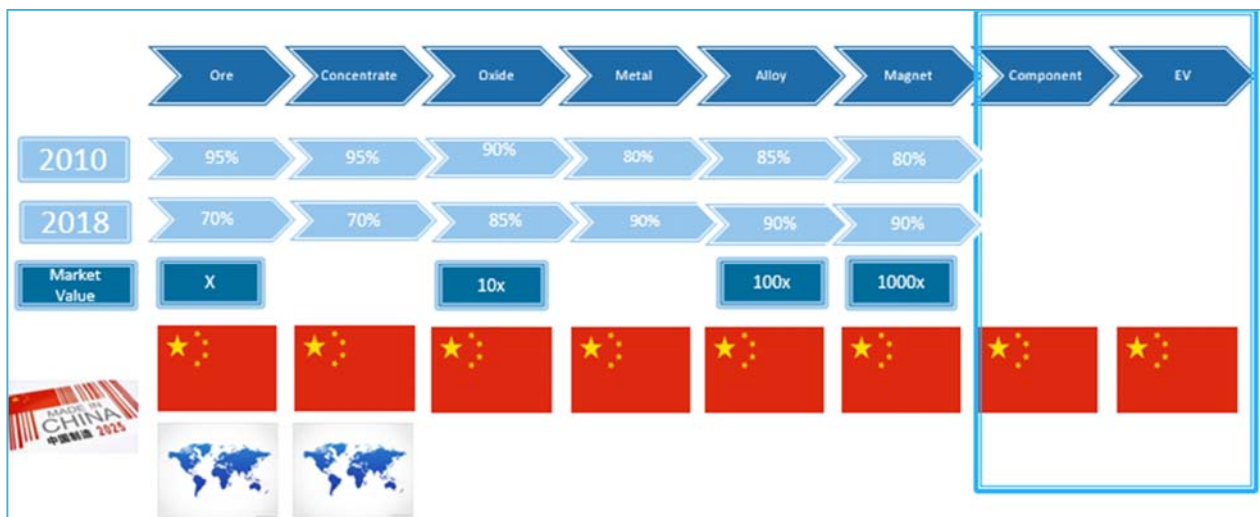 Ore
Concentrate
Oxide
Metal
Alloy
Magnet
Component
EV
2010
95%
95%
90%
80%
85%
80%
2018
70%
70%
85%
90%
90%
90%
Market
Value
X
10x
100x
1000x
MADE IN
CHINA
中国制造 2025